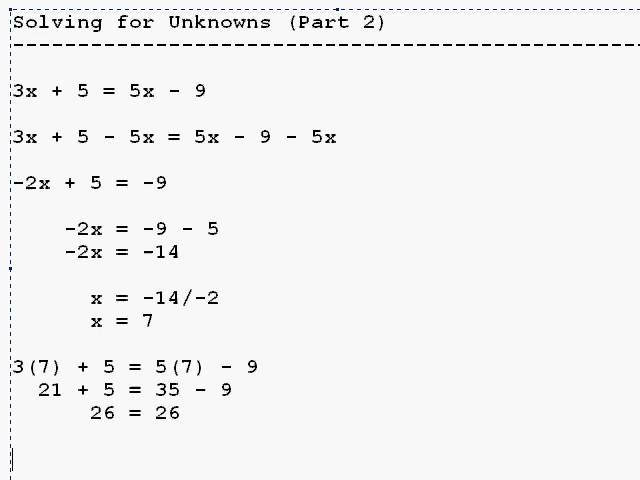 Solving for Unknowns (Part 2)
--------------------------------------------------
3x + 5 = 5x - 9
3x + 5 - 5x = 5x - 9 - 5x
-2x + 5 = -9
-2x = -9 - 5
-2x = -14
x = -14/-2
x = 7
3(7) + 5 = 5(7) - 9
21 + 5 = 35 - 9
26 = 26